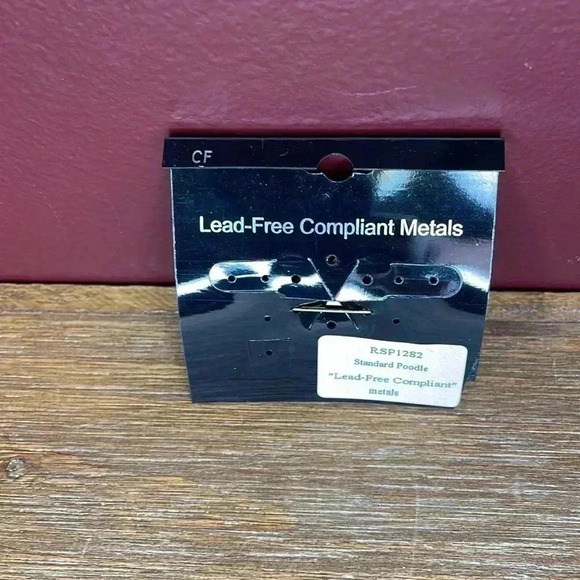 CF
Lead-Free Compliant Metals
RSP1282
Standard Poodle
"Lead-Free Compliant"
metals